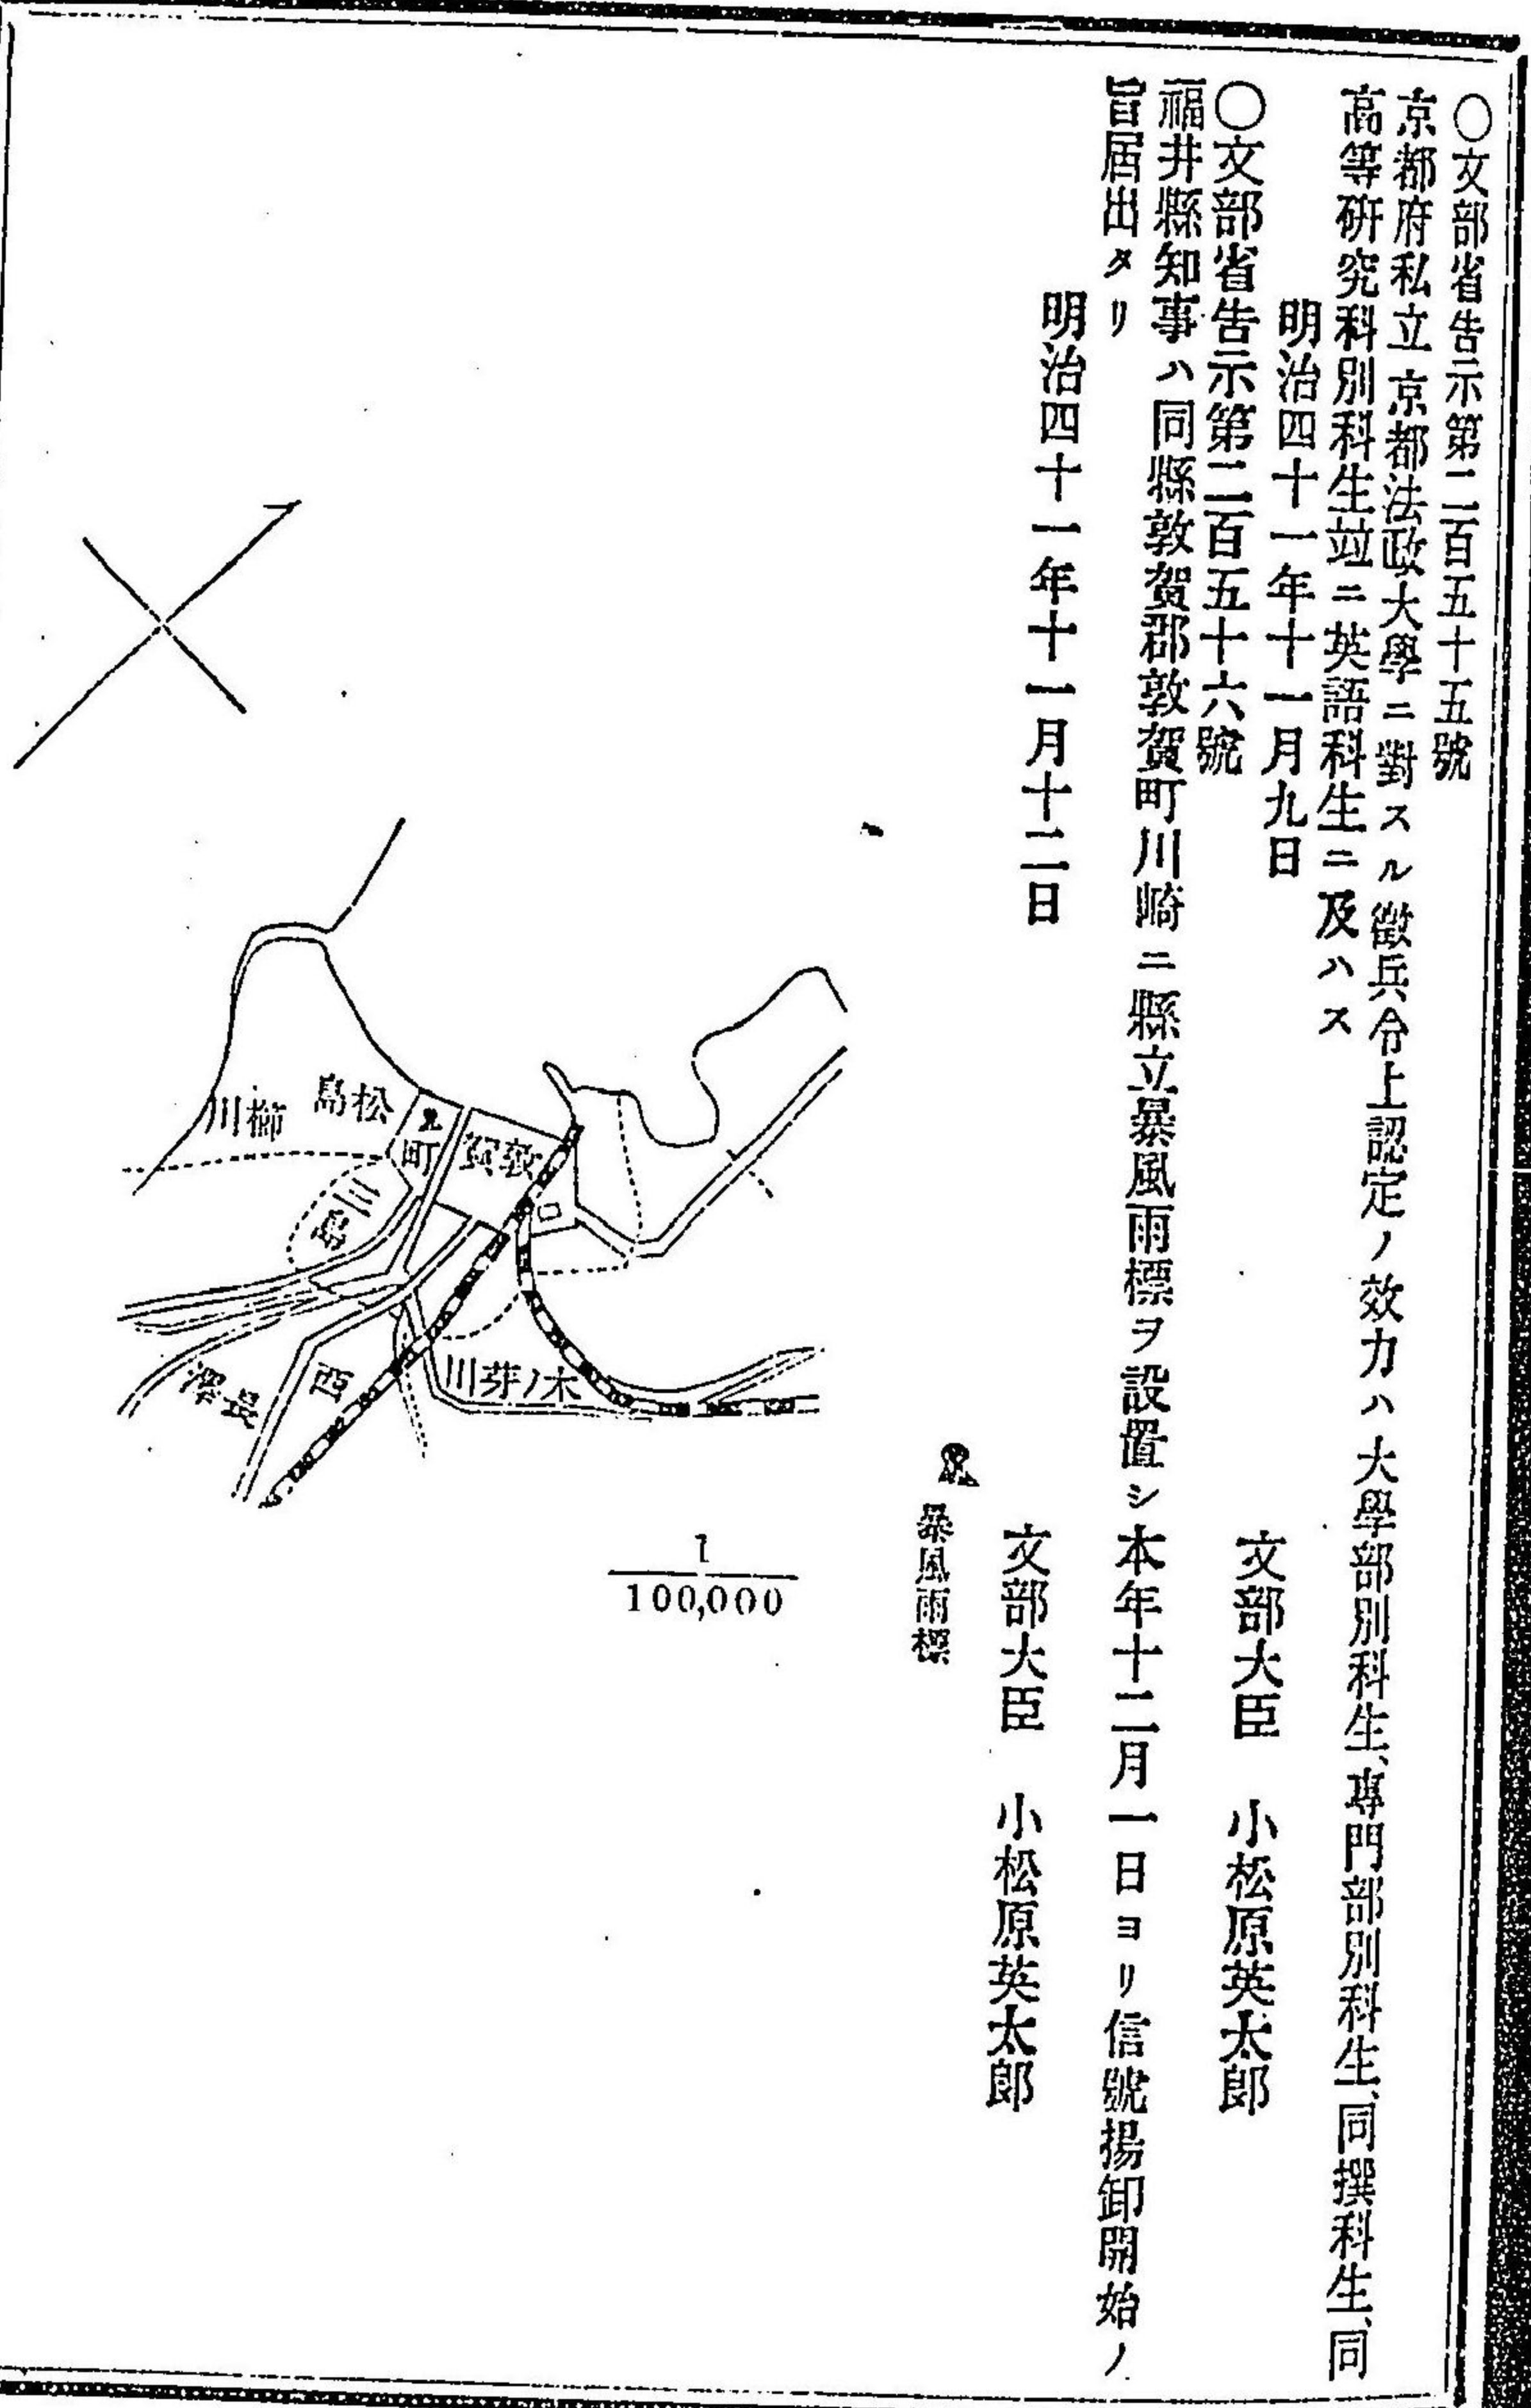 〇文部省告示第二百五十五號
京都府私立京都法政大學ニ對スル徵兵令上認定ノ效力ハ大學部別科生、專門部別科生、同撰科生、同
高等硏究科別科生竝ニ英語科生ニ及ハス
明治四十一年十一月九日
文部大臣　小松原英太郎
〇文部省告示第二百五十六號
福井縣知事ハ同縣敦賀郡敦賀町川崎ニ縣立暴風雨標ヲ設置シ本年十二月一日ヨリ信號揚卸開始ノ
旨届出タリ
明治四十一年十一月十二日
文部大臣　小松原英太郎
暴風雨標
1
100,000
川櫛
島松
町
賀敦
三島
川芽ノ木
西